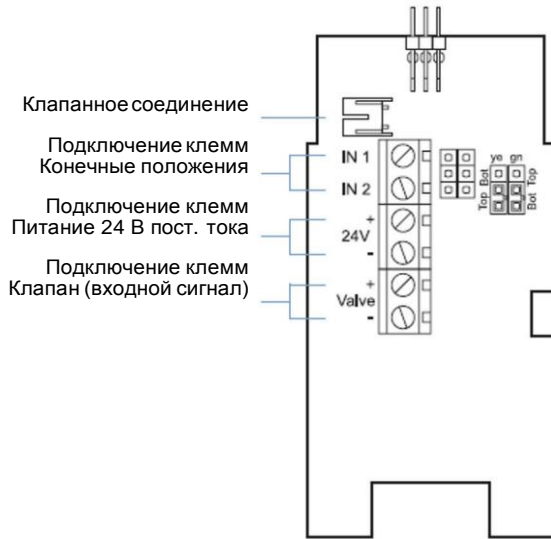 Клапанное соединение
Подключение клемм
Конечные положения
Подключение клемм
Питание 24 В пост. тока
Подключение клемм
Клапан (входной сигнал)
IN 1
IN 2
+
24V
-
+
Valve
-
ye gn
Bot Top
Top Bot